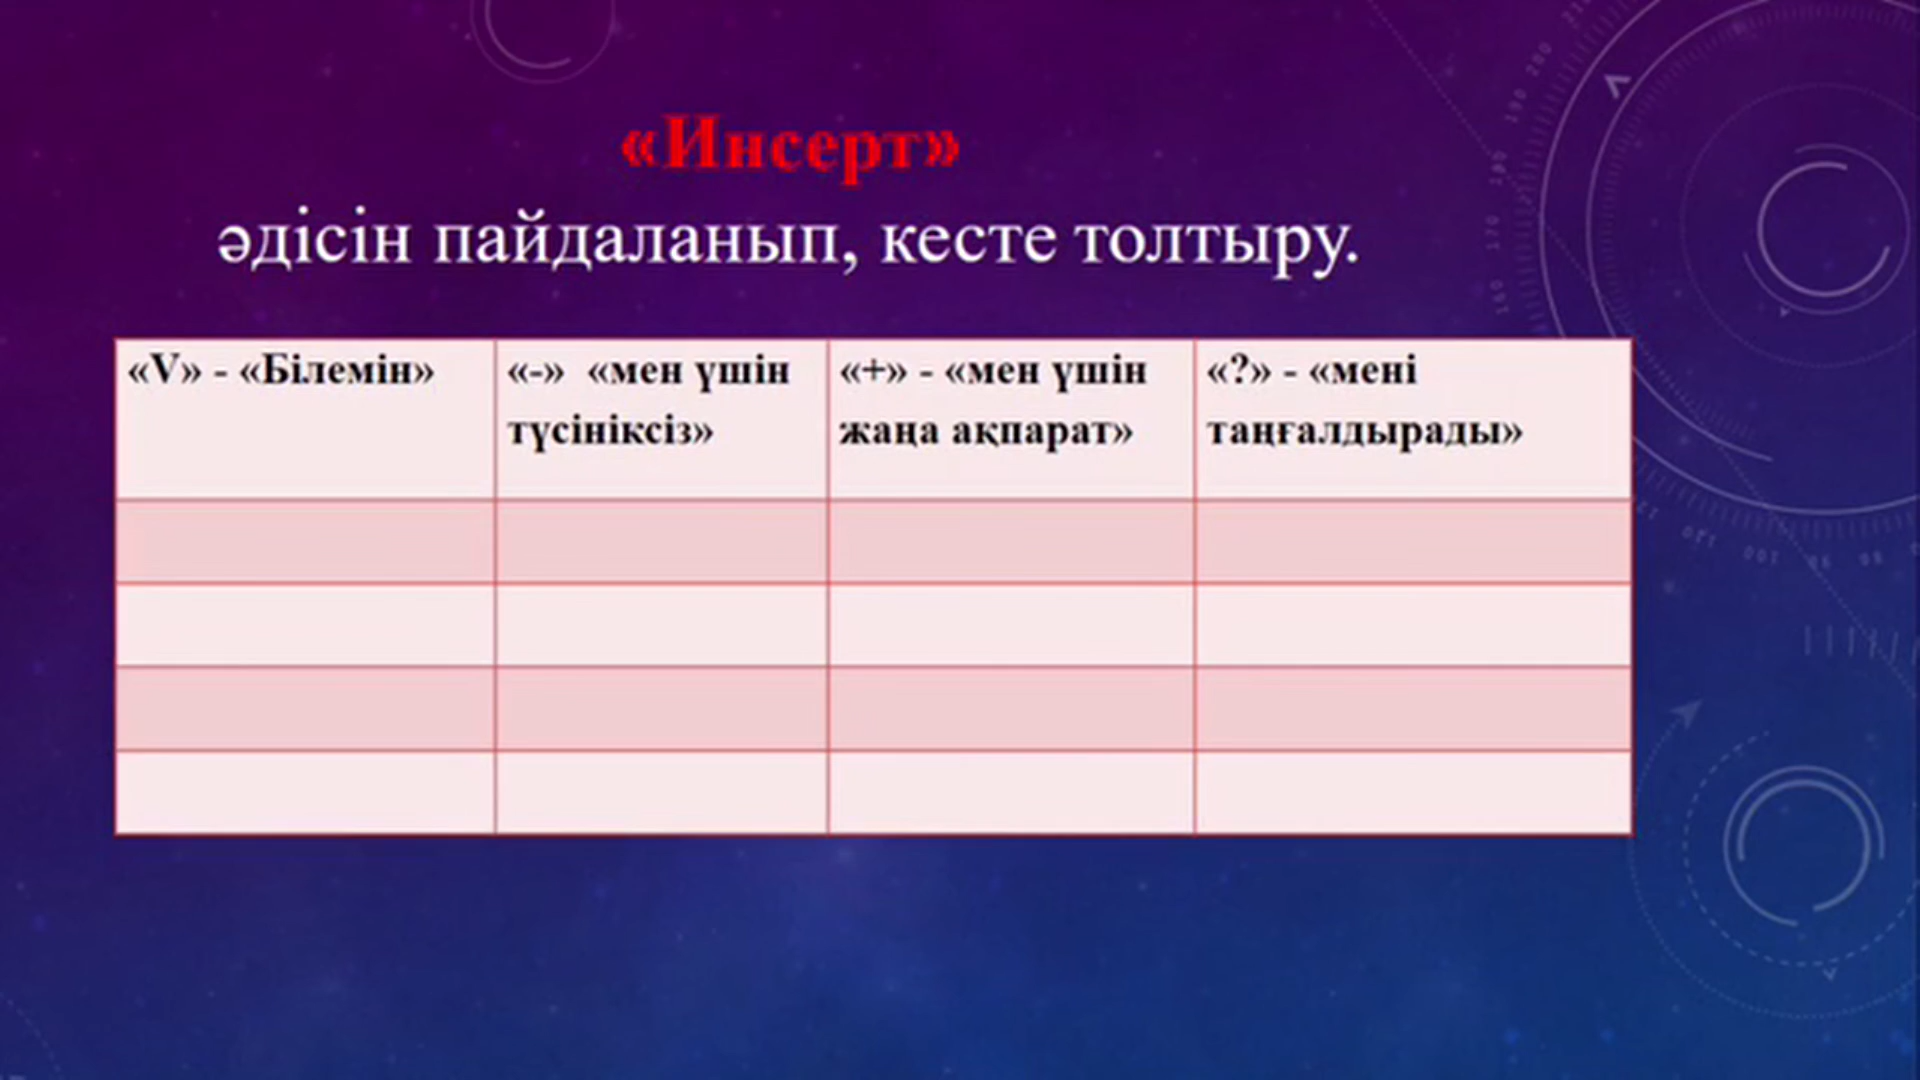 «Инсерт»
әдісін пайдаланып, кесте толтыру.
«V» - «Білемін»
«-» «мен үшін
түсініксіз»
«+» - «мен үшін
жаңа ақпарат»
«?» - «мені
таңғалдырады»